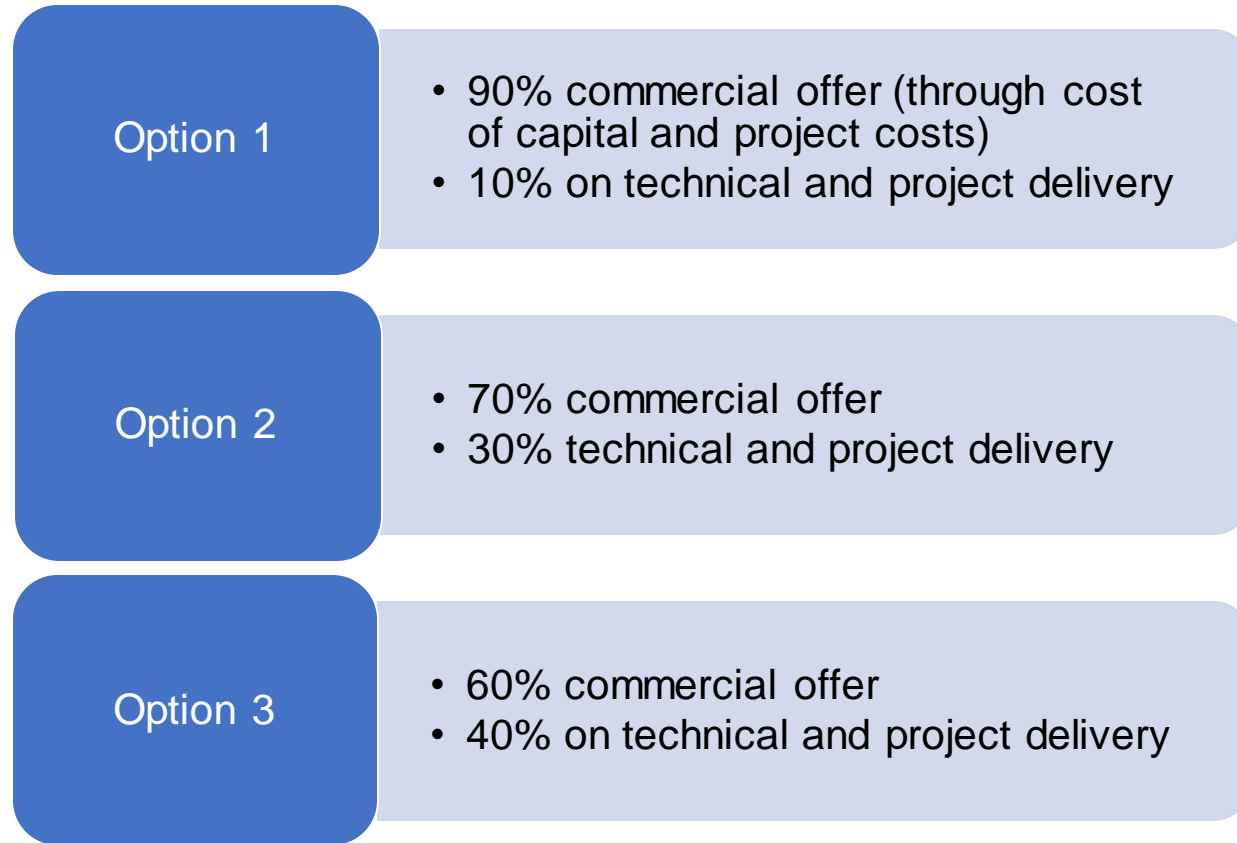 Option 1
• 90% commercial offer (through cost
of capital and project costs)
• 10% on technical and project delivery
Option 2
• 70% commercial offer
• 30% technical and project delivery
Option 3
• 60% commercial offer
• 40% on technical and project delivery